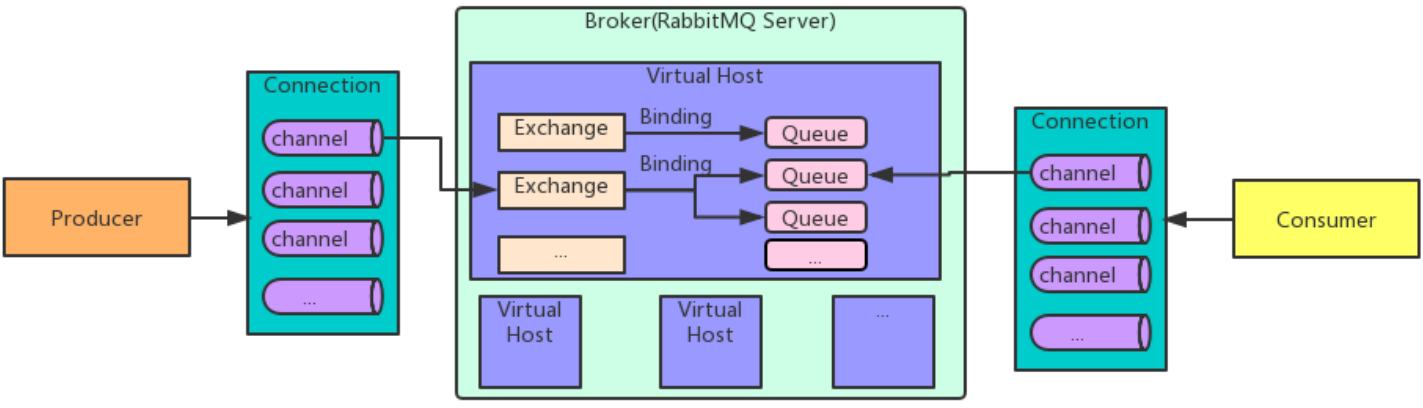 Broker(RabbitMQ Server)
Connection
channel
channel
channel
...
Producer
Virtual Host
Exchange
Binding
Queue
Exchange
Binding
Queue
Queue
...
...
Virtual
Host
Virtual
Host
...
Connection
channel
channel
channel
...
Consumer